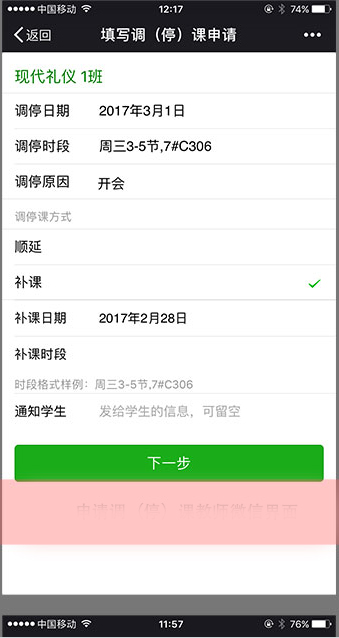 中国移动 12:17 74%
返回 填写调（停）课申请
现代礼仪 1班
调停日期 2017年3月1日
调停时段 周三3-5节,7#C306
调停原因 开会
调停课方式
顺延
补课
补课日期 2017年2月28日
补课时段
时段格式样例：周三3-5节,7#C306
通知学生 发给学生的信息，可留空
下一步
中国移动 11:57 76%